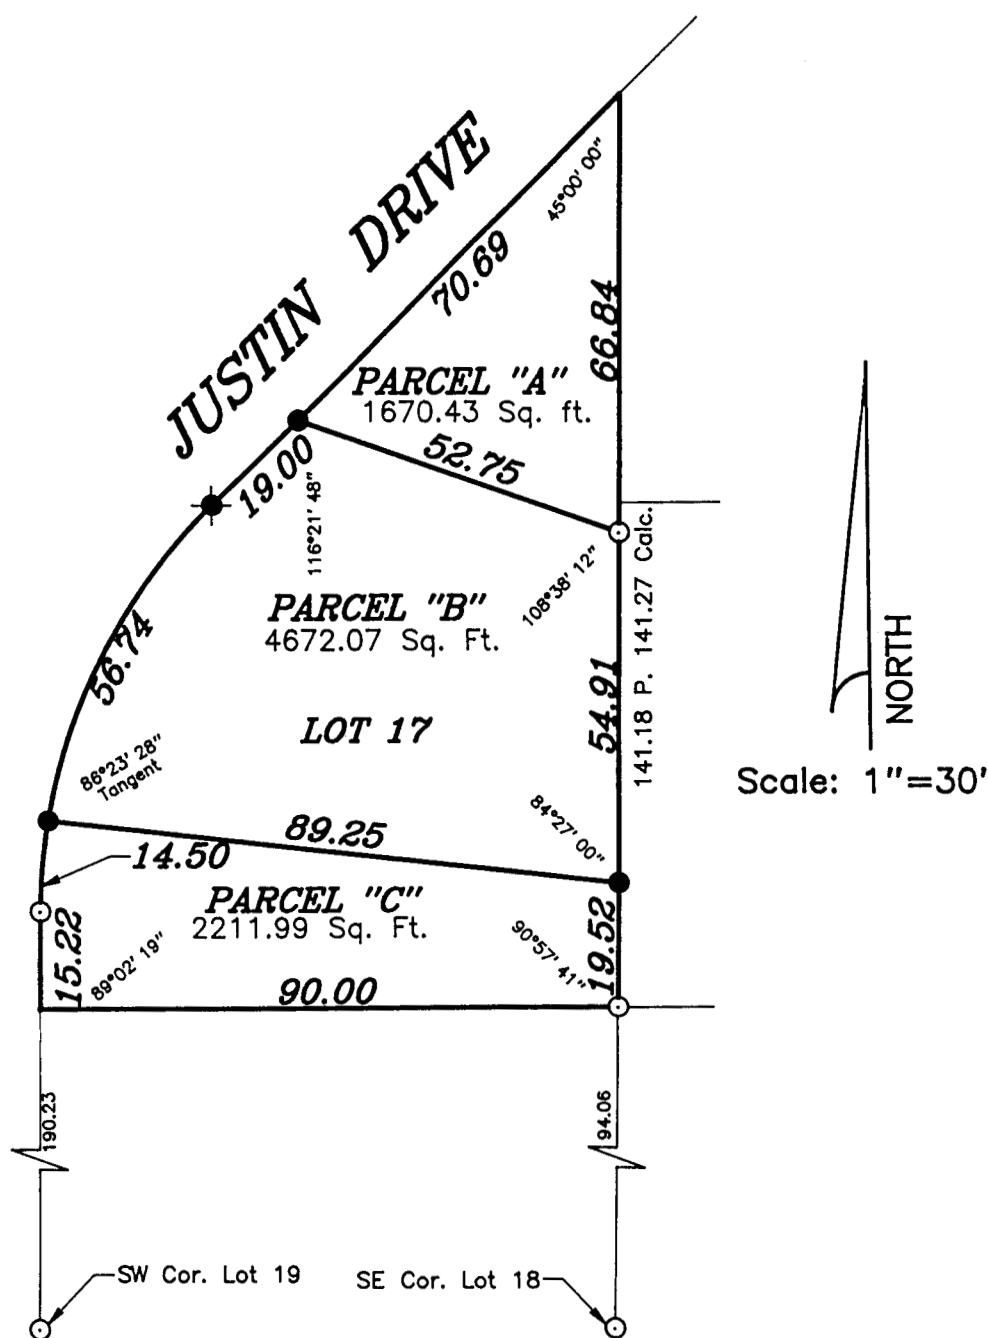 JUSTIN DRIVE
45°00' 00"
70.69
66.84
PARCEL "A"
1670.43 Sq. ft.
52.75
19.00
116°21' 48"
108°38' 12"
141.18 P. 141.27 Calc.
PARCEL "B"
4672.07 Sq. Ft.
56.74
54.91
LOT 17
NORTH
Scale: 1"=30'
86°23' 28"
Tangent
84°27' 00"
89.25
14.50
PARCEL "C"
2211.99 Sq. Ft.
15.22
89°02' 19"
90°57' 41"
19.52
90.00
190.23
94.06
SW Cor. Lot 19
SE Cor. Lot 18